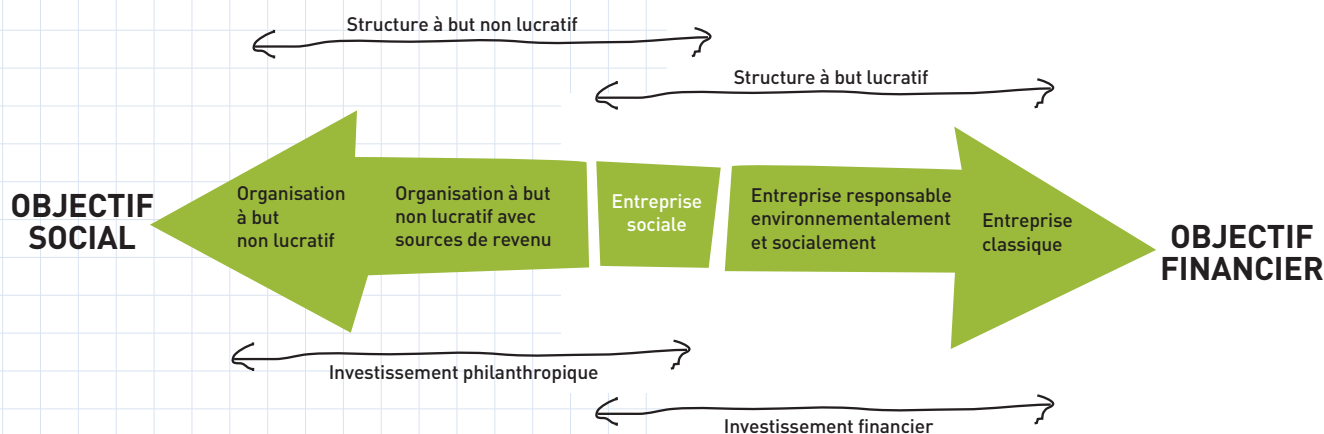 Structure à but non lucratif
Structure à but lucratif
OBJECTIF
SOCIAL
Organisation
à but
non lucratif
Organisation à but
non lucratif avec
sources de revenu
Entreprise
sociale
Entreprise responsable
environnementalement
et socialement
Entreprise
classique
OBJECTIF
FINANCIER
Investissement philanthropique
Investissement financier